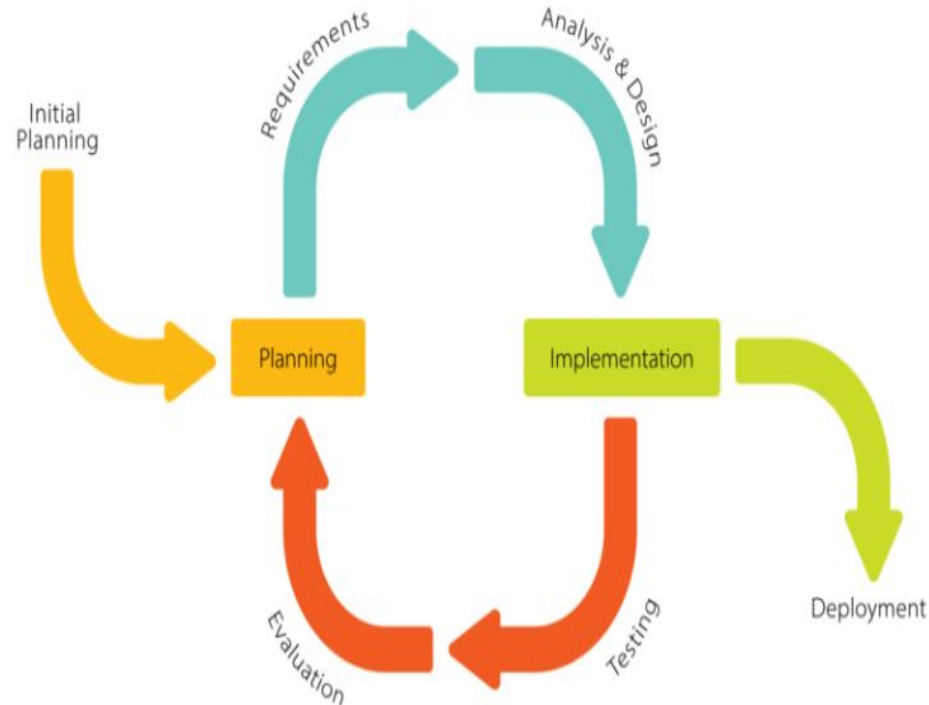 Requirements
Analysis & Design
Initial
Planning
Planning
Implementation
Evaluation
Testing
Deployment